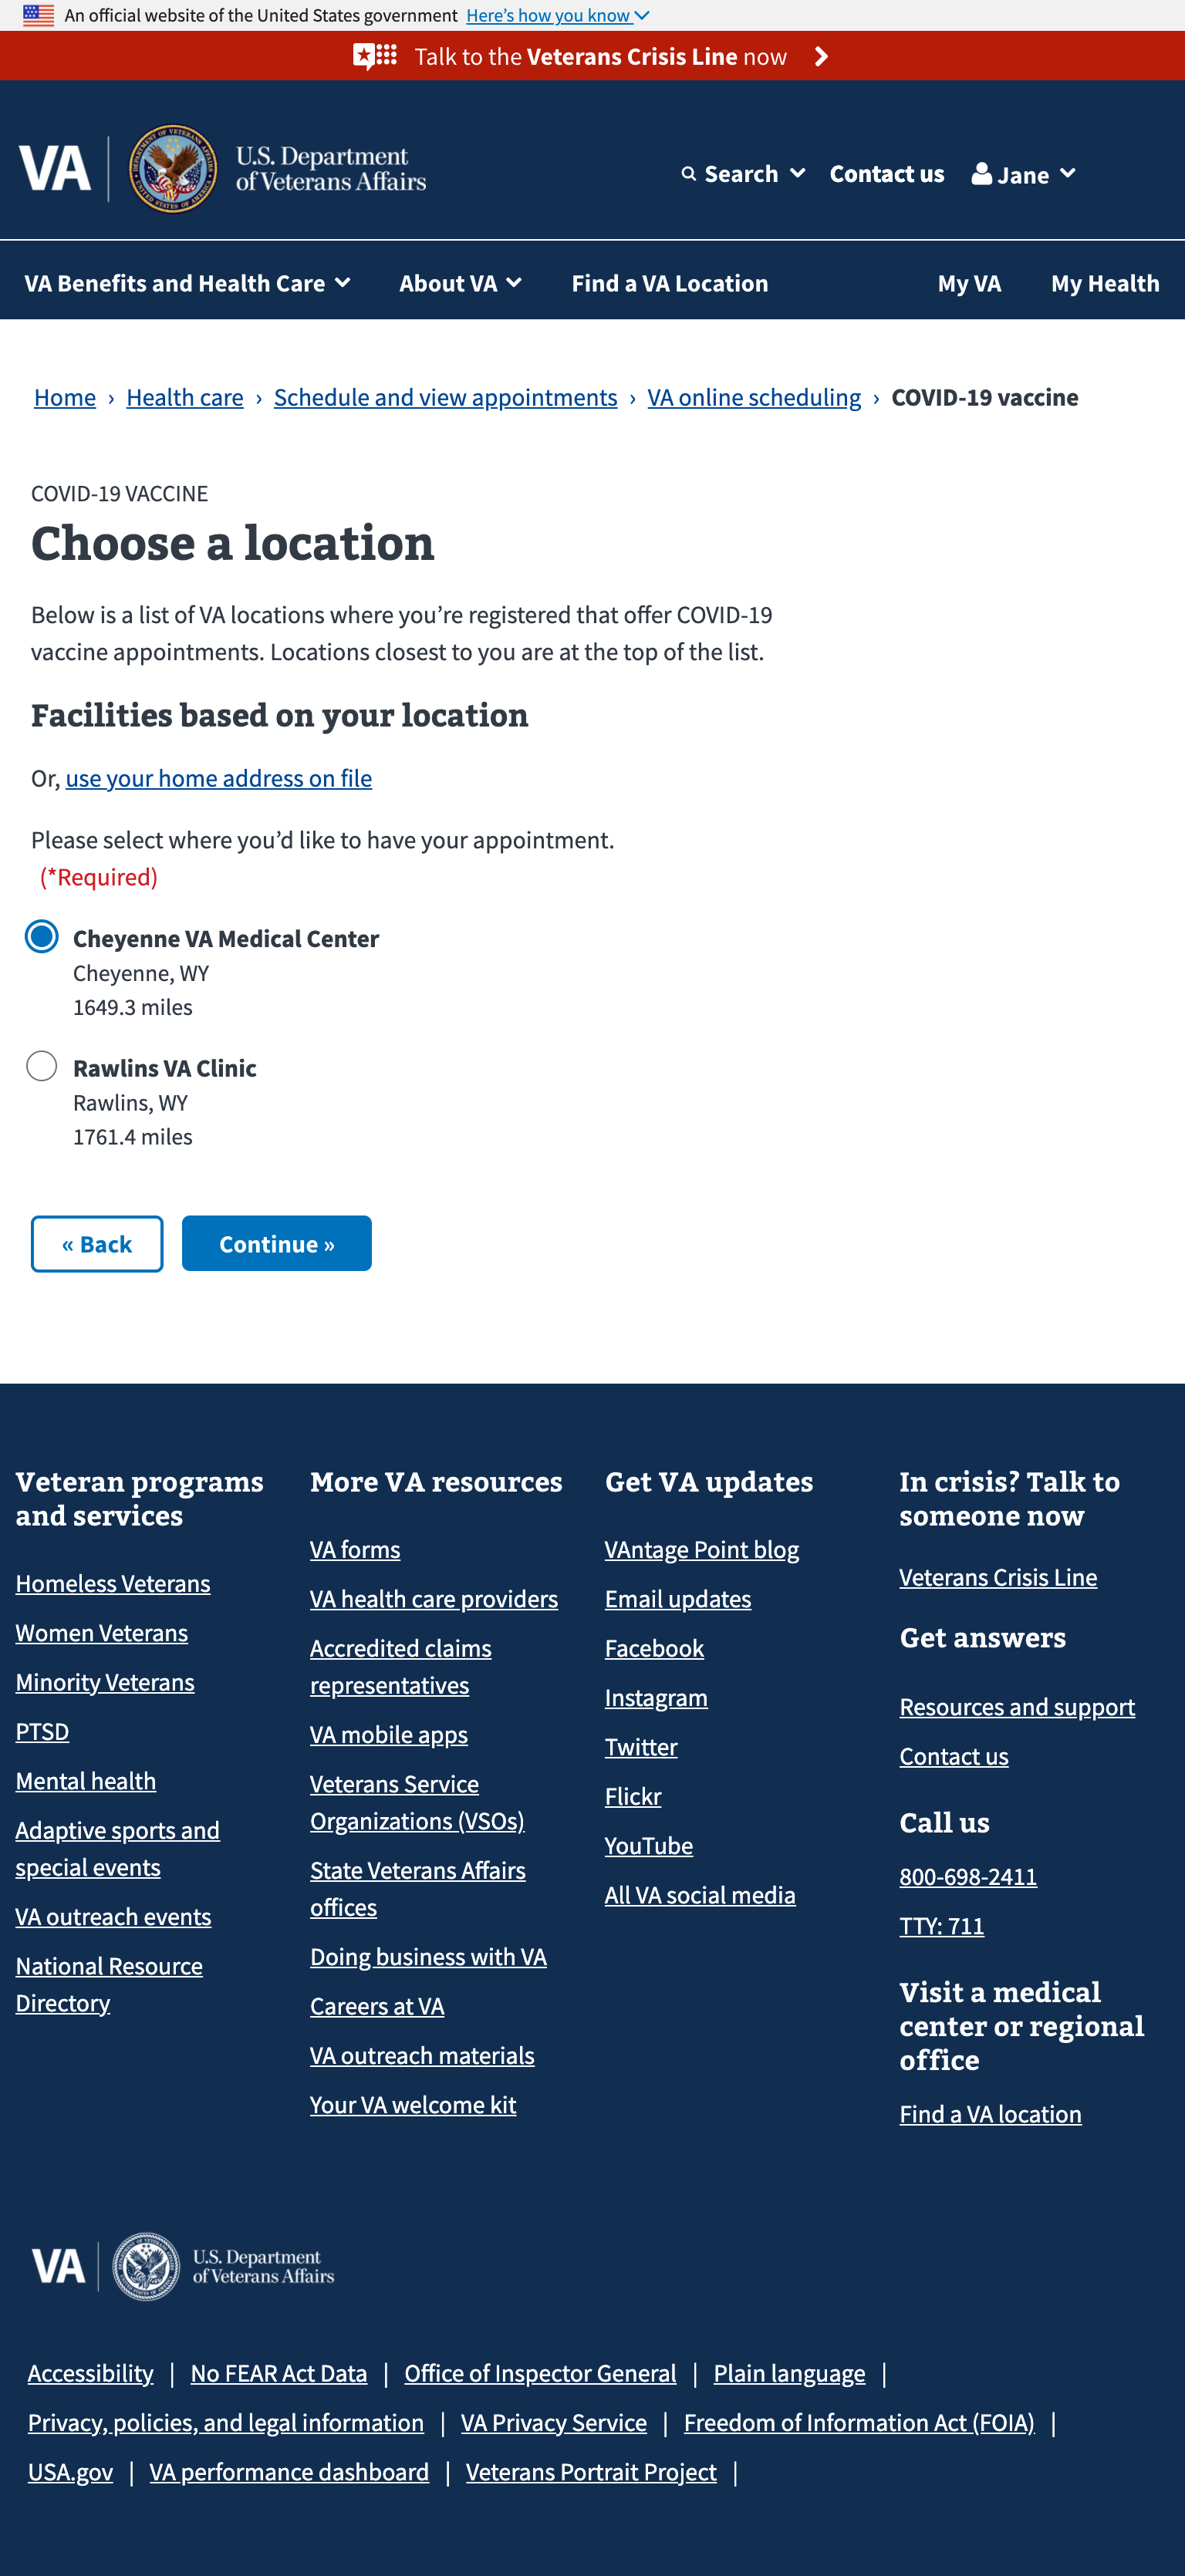 An official website of the United States government Here’s how you know
Talk to the Veterans Crisis Line now
VA
U.S. Department
of Veterans Affairs
Search Contact us Jane
VA Benefits and Health Care About VA Find a VA Location My VA My Health
Home › Health care › Schedule and view appointments › VA online scheduling › COVID-19 vaccine
COVID-19 VACCINE
Choose a location
Below is a list of VA locations where you’re registered that offer COVID-19
vaccine appointments. Locations closest to you are at the top of the list.
Facilities based on your location
Or, use your home address on file
Please select where you’d like to have your appointment.
(*Required)
Cheyenne VA Medical Center
Cheyenne, WY
1649.3 miles
Rawlins VA Clinic
Rawlins, WY
1761.4 miles
« Back Continue »
Veteran programs
and services
Homeless Veterans
Women Veterans
Minority Veterans
PTSD
Mental health
Adaptive sports and
special events
VA outreach events
National Resource
Directory
More VA resources
VA forms
VA health care providers
Accredited claims
representatives
VA mobile apps
Veterans Service
Organizations (VSOs)
State Veterans Affairs
offices
Doing business with VA
Careers at VA
VA outreach materials
Your VA welcome kit
Get VA updates
VAntage Point blog
Email updates
Facebook
Instagram
Twitter
Flickr
YouTube
All VA social media
In crisis? Talk to
someone now
Veterans Crisis Line
Get answers
Resources and support
Contact us
Call us
800-698-2411
TTY: 711
Visit a medical
center or regional
office
Find a VA location
VA
U.S. Department
of Veterans Affairs
Accessibility | No FEAR Act Data | Office of Inspector General | Plain language |
Privacy, policies, and legal information | VA Privacy Service | Freedom of Information Act (FOIA) |
USA.gov | VA performance dashboard | Veterans Portrait Project |